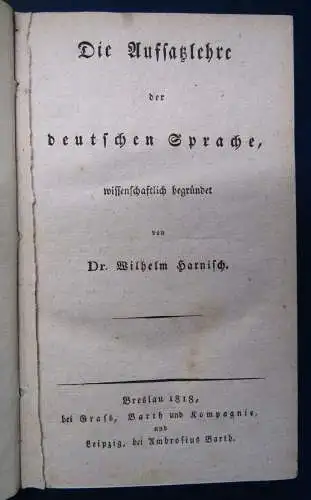 Die Aufsatzlehre
der
deutschen Sprache,
wissenschaftlich begründet
von
Dr. Wilhelm Harnisch.
Breslau 1818,
bei Graß, Barth und Kompagnie,
und
Leipzig, bei Ambrosius Barth.